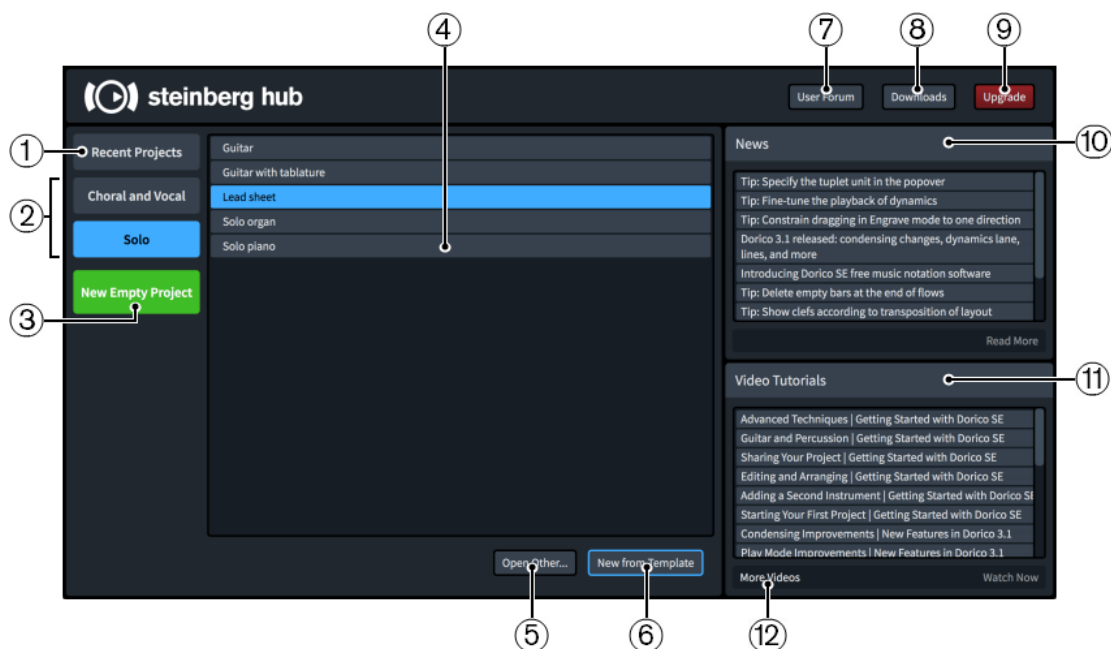 ④ ⑦ ⑧ ⑨
steinberg hub
User Forum Downloads Upgrade
① Recent Projects
② Choral and Vocal
Solo
New Empty Project
③
Guitar
Guitar with tablature
Lead sheet
Solo organ
Solo piano
Open Other... New from Template
⑤ ⑥
News ⑩
Tip: Specify the tuplet unit in the popover
Tip: Fine-tune the playback of dynamics
Tip: Constrain dragging in Engrave mode to one direction
Dorico 3.1 released: condensing changes, dynamics lane,
lines, and more
Introducing Dorico SE free music notation software
Tip: Delete empty bars at the end of flows
Tip: Show clefs according to transposition of layout
Read More
Video Tutorials ⑪
Advanced Techniques | Getting Started with Dorico SE
Guitar and Percussion | Getting Started with Dorico SE
Sharing Your Project | Getting Started with Dorico SE
Editing and Arranging | Getting Started with Dorico SE
Adding a Second Instrument | Getting Started with Dorico SE
Starting Your First Project | Getting Started with Dorico SE
Condensing Improvements | New Features in Dorico 3.1
Play Mode Improvements | New Features in Dorico 3.1
More Videos Watch Now
⑫